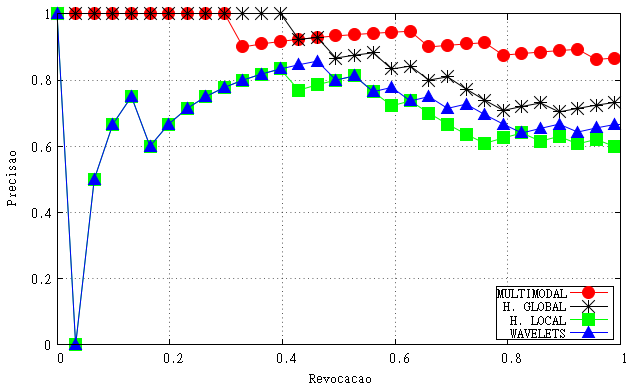 1
0.8
0.6
0.4
0.2
0
Precisao
0 0.2 0.4 0.6 0.8 1
Revocacao
MULTIMODAL
H. GLOBAL
H. LOCAL
WAVELETS